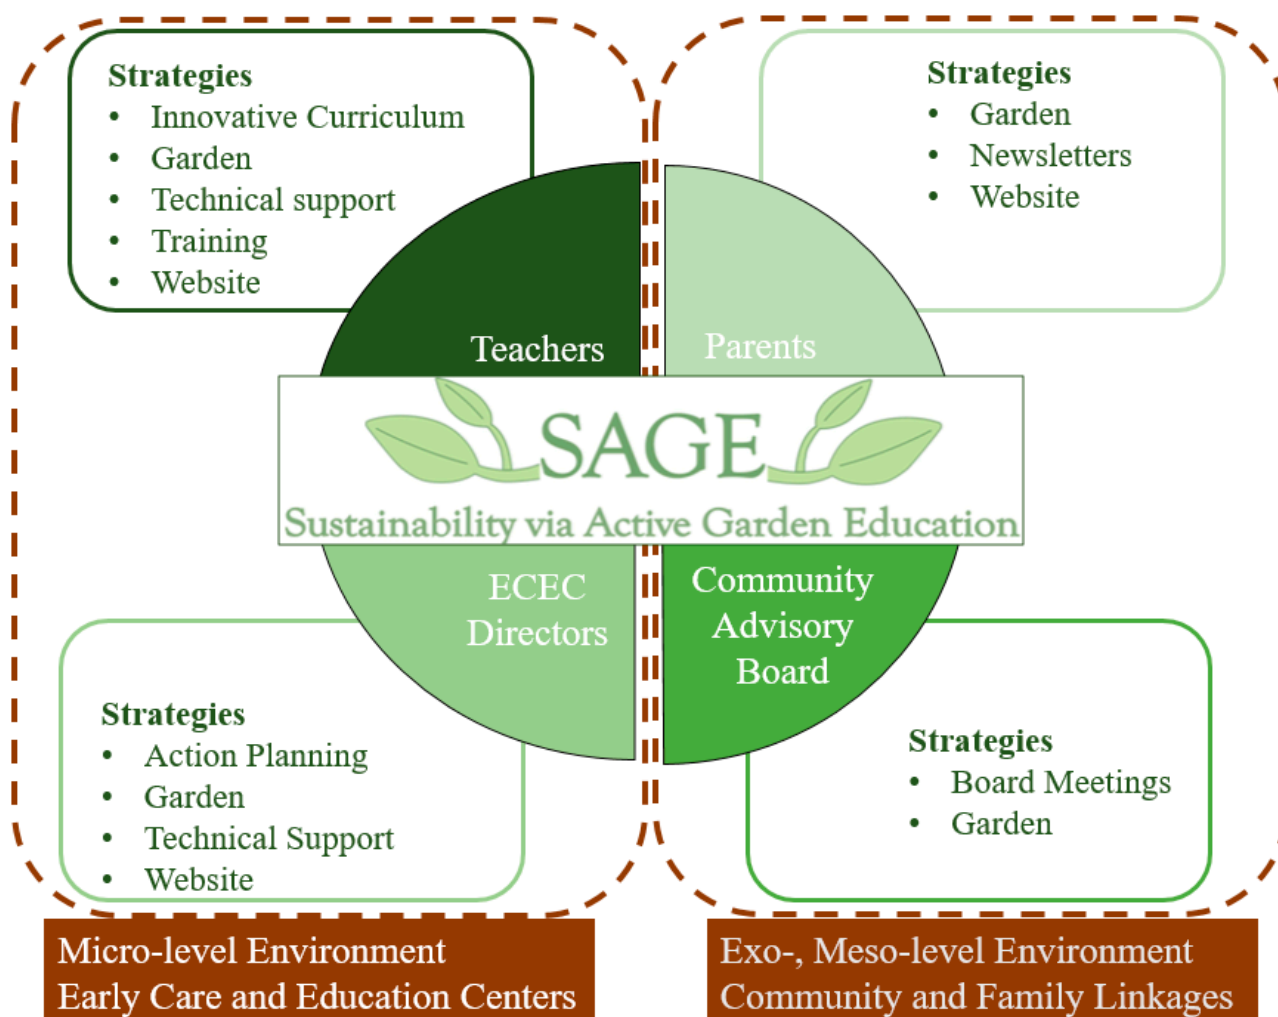 Strategies
• Innovative Curriculum
• Garden
• Technical support
• Training
• Website
Strategies
• Garden
• Newsletters
• Website
Teachers
Parents
SAGE
Sustainability via Active Garden Education
ECEC
Directors
Community
Advisory
Board
Strategies
• Action Planning
• Garden
• Technical Support
• Website
Strategies
• Board Meetings
• Garden
Micro-level Environment
Early Care and Education Centers
Exo-, Meso-level Environment
Community and Family Linkages